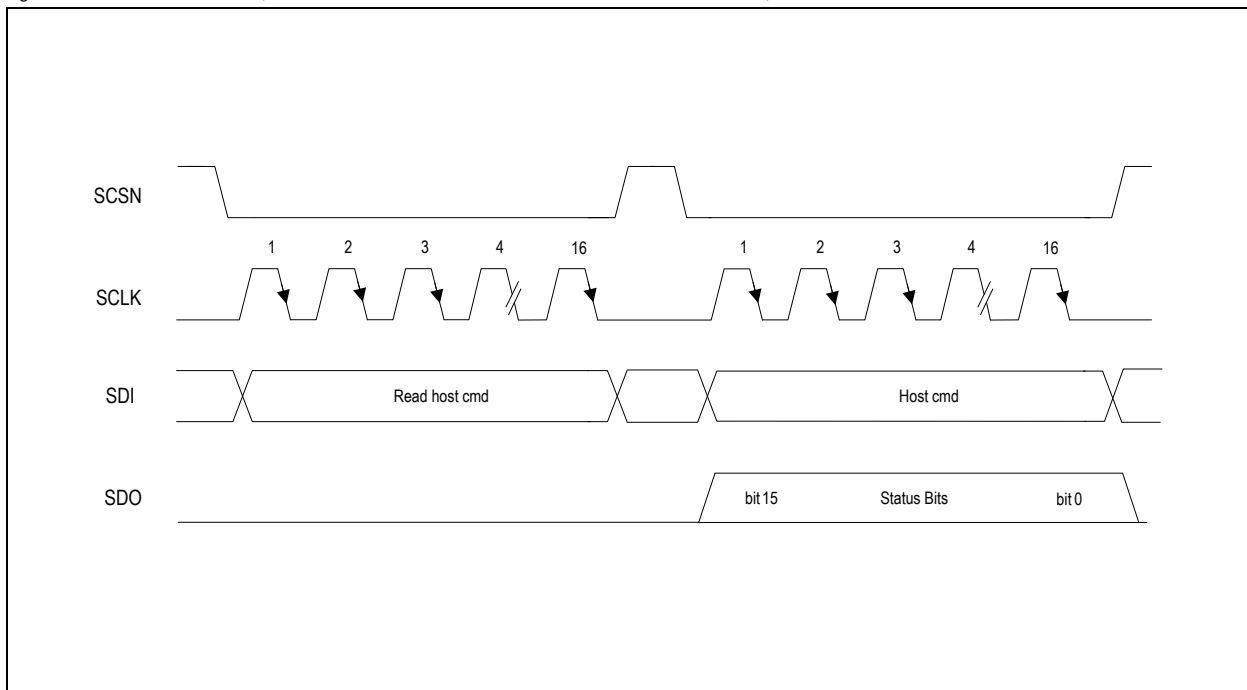 SCSN
1 2 3 4 16 1 2 3 4 16
SCLK
SDI Read host cmd Host cmd
SDO bit 15 Status Bits bit 0